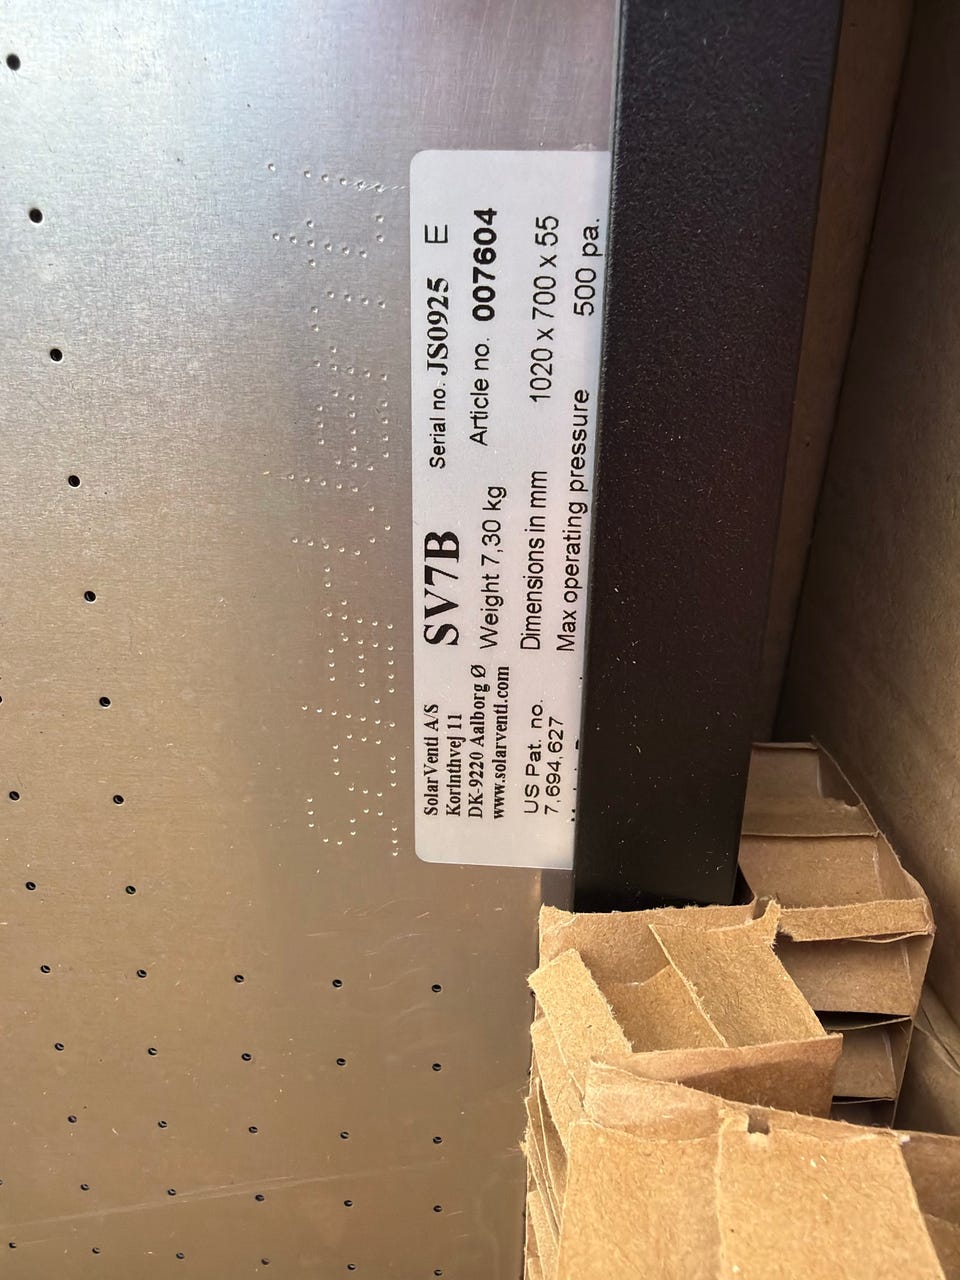 SolarVenti A/S
Korinthvej 11
DK-9220 Aalborg Ø
www.solarventi.com
US Pat. no.
7,694,627
SV7B Serial no. JS0925 E
Weight 7,30 kg Article no. 007604
Dimensions in mm 1020 x 700 x 55
Max operating pressure 500 pa.